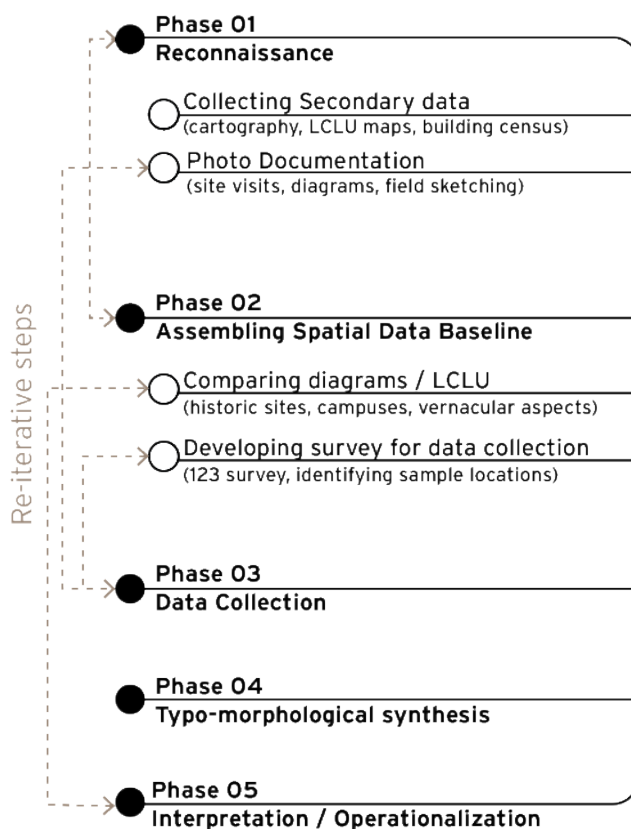 Phase 01
Reconnaissance
Collecting Secondary data
(cartography, LCLU maps, building census)
Photo Documentation
(site visits, diagrams, field sketching)
Re-iterative steps
Phase 02
Assembling Spatial Data Baseline
Comparing diagrams / LCLU
(historic sites, campuses, vernacular aspects)
Developing survey for data collection
(123 survey, identifying sample locations)
Phase 03
Data Collection
Phase 04
Typo-morphological synthesis
Phase 05
Interpretation / Operationalization